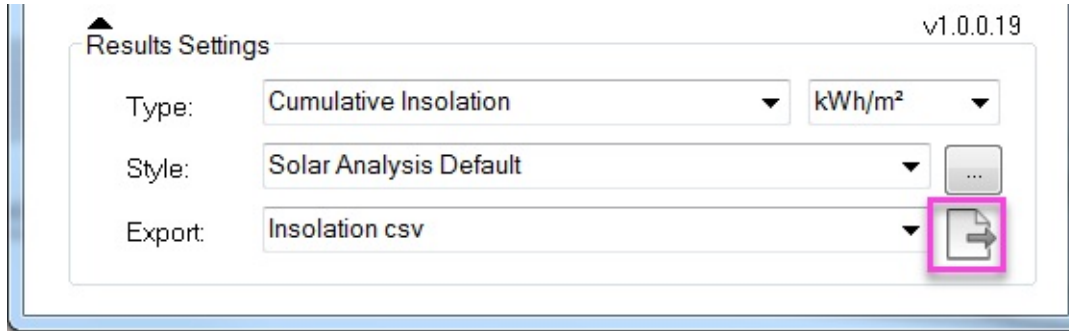 v1.0.0.19
Results Settings
Type: Cumulative Insolation kWh/m²
Style: Solar Analysis Default ...
Export: Insolation csv